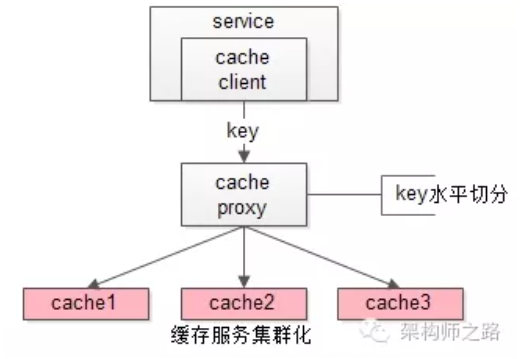 service
cache
client
key
cache
proxy
key水平切分
cache1
cache2
cache3
缓存服务集群化
架构师之路